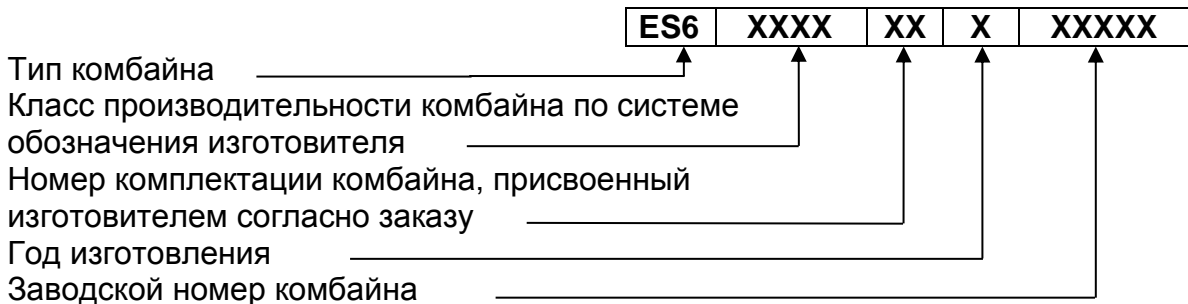 ES6 XXXX XX X XXXXX
Тип комбайна
Класс производительности комбайна по системе
обозначения изготовителя
Номер комплектации комбайна, присвоенный
изготовителем согласно заказу
Год изготовления
Заводской номер комбайна